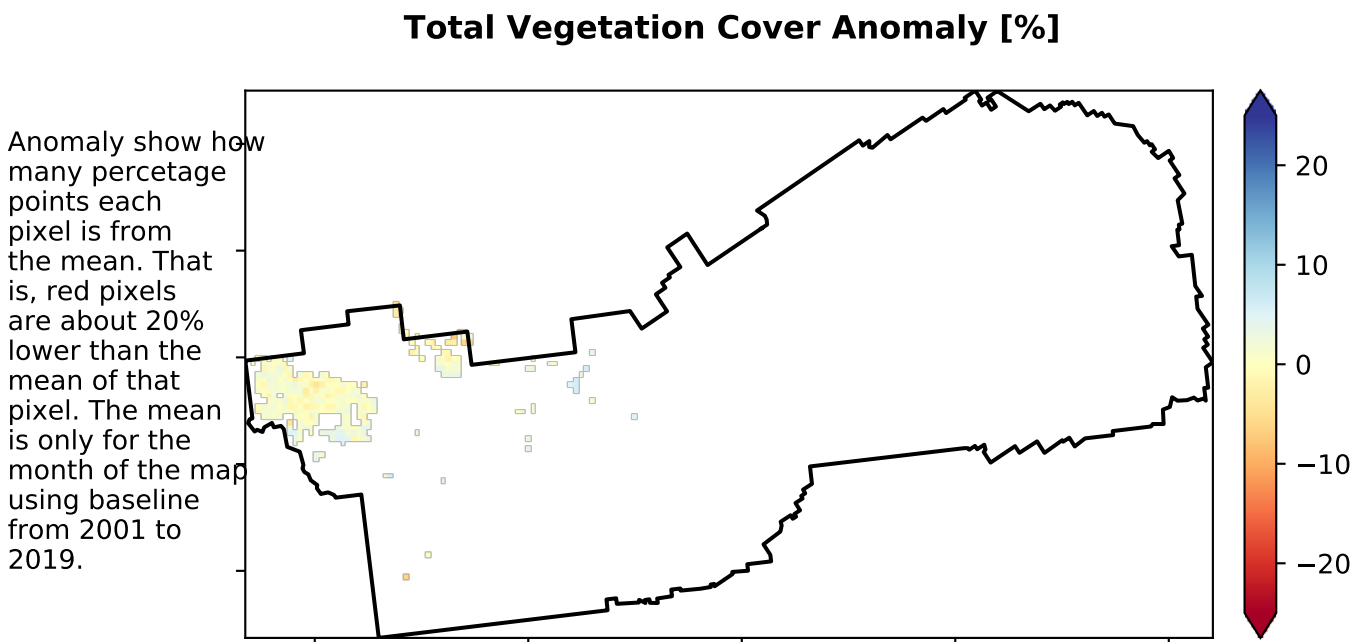 Total Vegetation Cover Anomaly [%]
Anomaly show how
many percetage
points each
pixel is from
the mean. That
is, red pixels
are about 20%
lower than the
mean of that
pixel. The mean
is only for the
month of the map
using baseline
from 2001 to
2019.
20
10
0
−10
−20